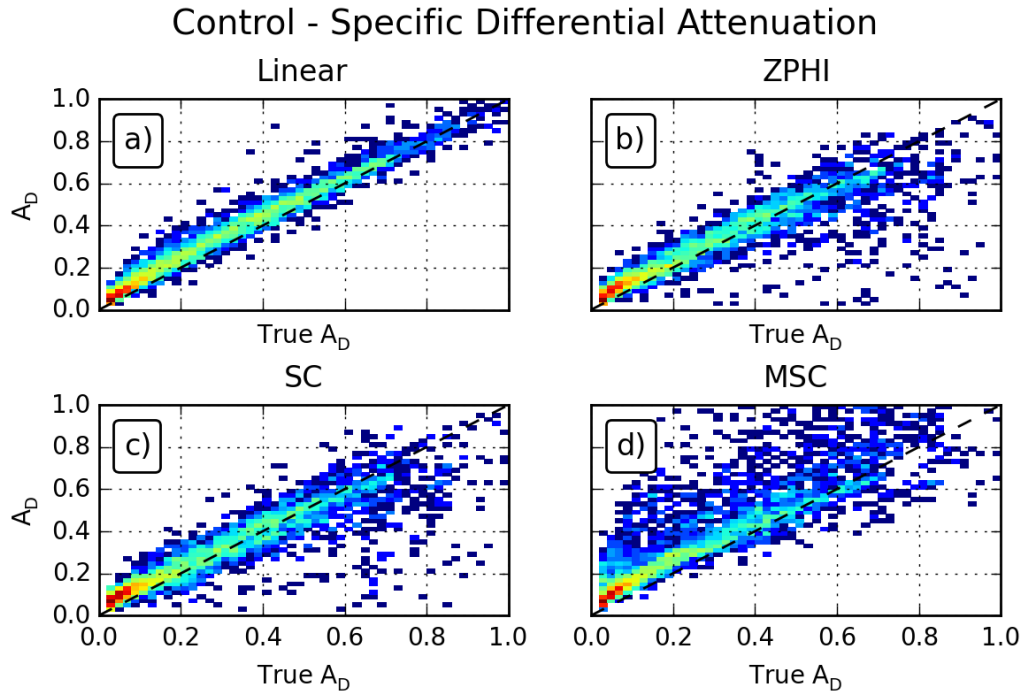 Control - Specific Differential Attenuation
Linear
ZPHI
a)
b)
1.0
0.8
0.6
0.4
0.2
0.0
A_D
True A_D
True A_D
SC
MSC
c)
d)
1.0
0.8
0.6
0.4
0.2
0.0
A_D
0.0 0.2 0.4 0.6 0.8 1.0
0.0 0.2 0.4 0.6 0.8 1.0
True A_D
True A_D